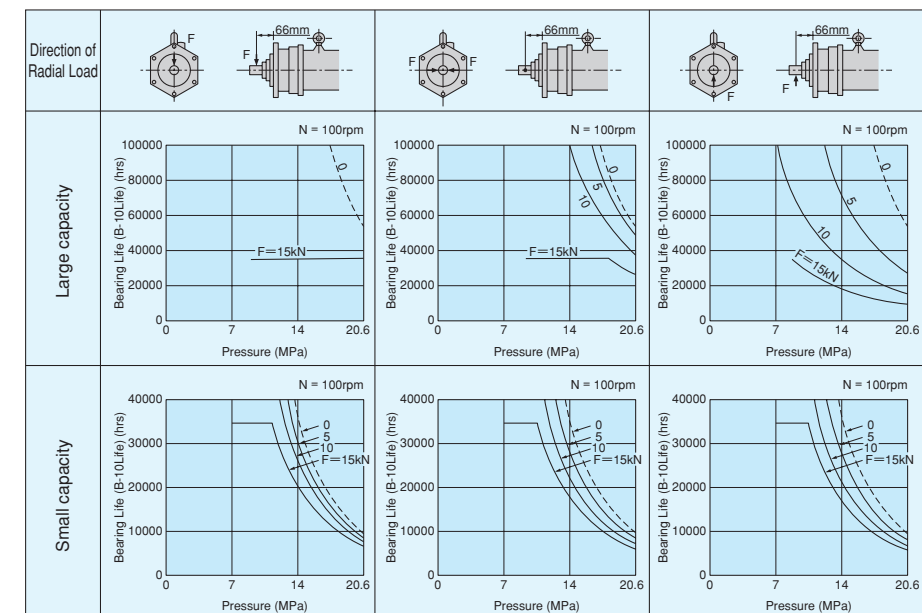 Direction of
Radial Load
F
66mm
F
F
F
66mm
F
66mm
F
Large capacity
N = 100rpm
Bearing Life (B-10Life) (hrs)
100000
80000
60000
40000
20000
0
0
F=15kN
0
7
14
20.6
Pressure (MPa)
N = 100rpm
Bearing Life (B-10Life) (hrs)
100000
80000
60000
40000
20000
0
0
5
10
F=15kN
0
7
14
20.6
Pressure (MPa)
N = 100rpm
Bearing Life (B-10Life) (hrs)
100000
80000
60000
40000
20000
0
0
5
10
F=15kN
0
7
14
20.6
Pressure (MPa)
Small capacity
N = 100rpm
Bearing Life (B-10Life) (hrs)
40000
30000
20000
10000
0
0
5
10
F=15kN
0
7
14
20.6
Pressure (MPa)
N = 100rpm
Bearing Life (B-10Life) (hrs)
40000
30000
20000
10000
0
0
5
10
F=15kN
0
7
14
20.6
Pressure (MPa)
N = 100rpm
Bearing Life (B-10Life) (hrs)
40000
30000
20000
10000
0
0
5
10
F=15kN
0
7
14
20.6
Pressure (MPa)